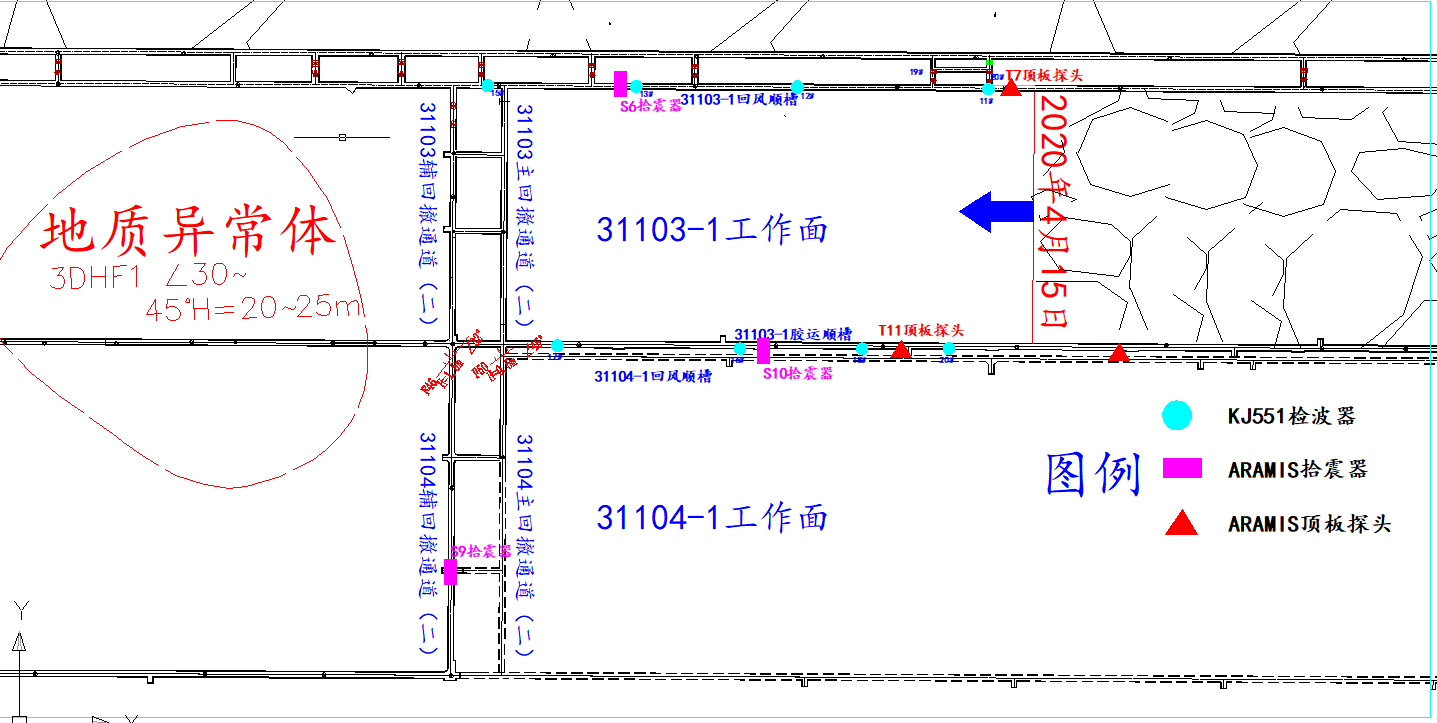 19#
20#
T7顶板探头
15#
13#
S6拾震器
31103-1回风顺槽
12#
11#
31103辅回撤通道（二）
31103主回撤通道（二）
2020年4月15日
地质异常体
3DHF1 ∠30~
45°H=20~25m
31103-1工作面
31103-1胶运顺槽
T11顶板探头
20#
31104-1回风顺槽
S10拾震器
KJ551检波器
图例
ARAMIS拾震器
ARAMIS顶板探头
31104辅回撤通道（二）
31104主回撤通道（二）
31104-1工作面
S9拾震器
Y
X